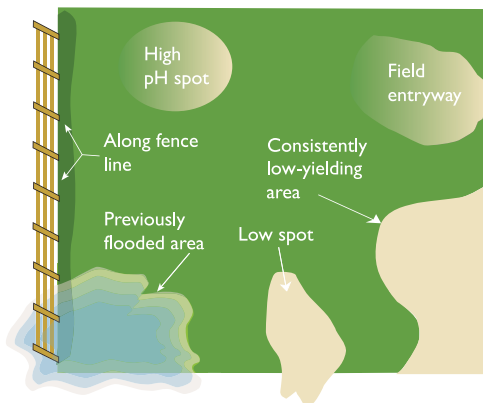 High
pH spot
Field
entryway
Along fence
line
Consistently
low-yielding
area
Previously
flooded area
Low spot